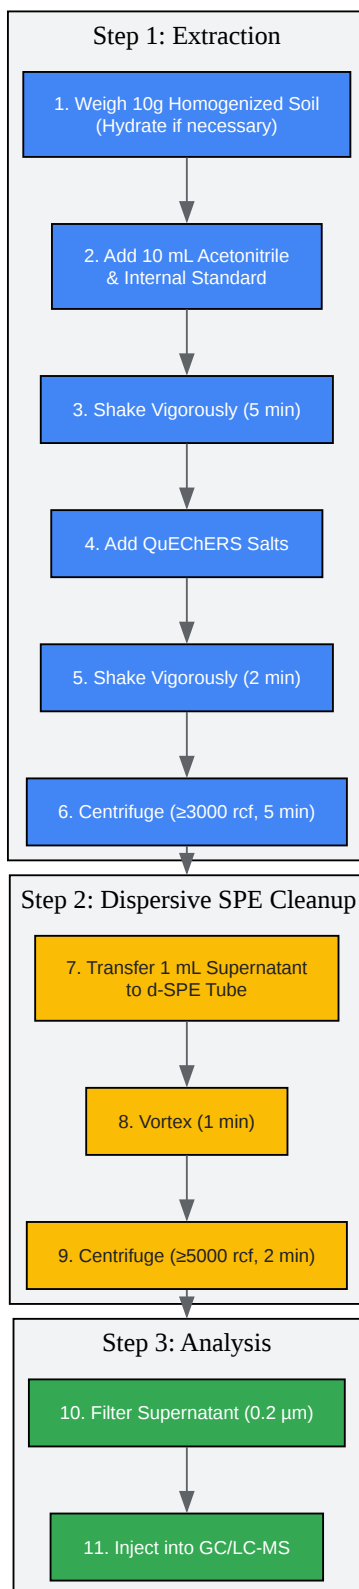 Step 1: Extraction
1. Weigh 10g Homogenized Soil
(Hydrate if necessary)
2. Add 10 mL Acetonitrile
& Internal Standard
3. Shake Vigorously (5 min)
4. Add QuEChERS Salts
5. Shake Vigorously (2 min)
6. Centrifuge (≥3000 rcf, 5 min)
Step 2: Dispersive SPE Cleanup
7. Transfer 1 mL Supernatant
to d-SPE Tube
8. Vortex (1 min)
9. Centrifuge (≥5000 rcf, 2 min)
Step 3: Analysis
10. Filter Supernatant (0.2 µm)
11. Inject into GC/LC-MS